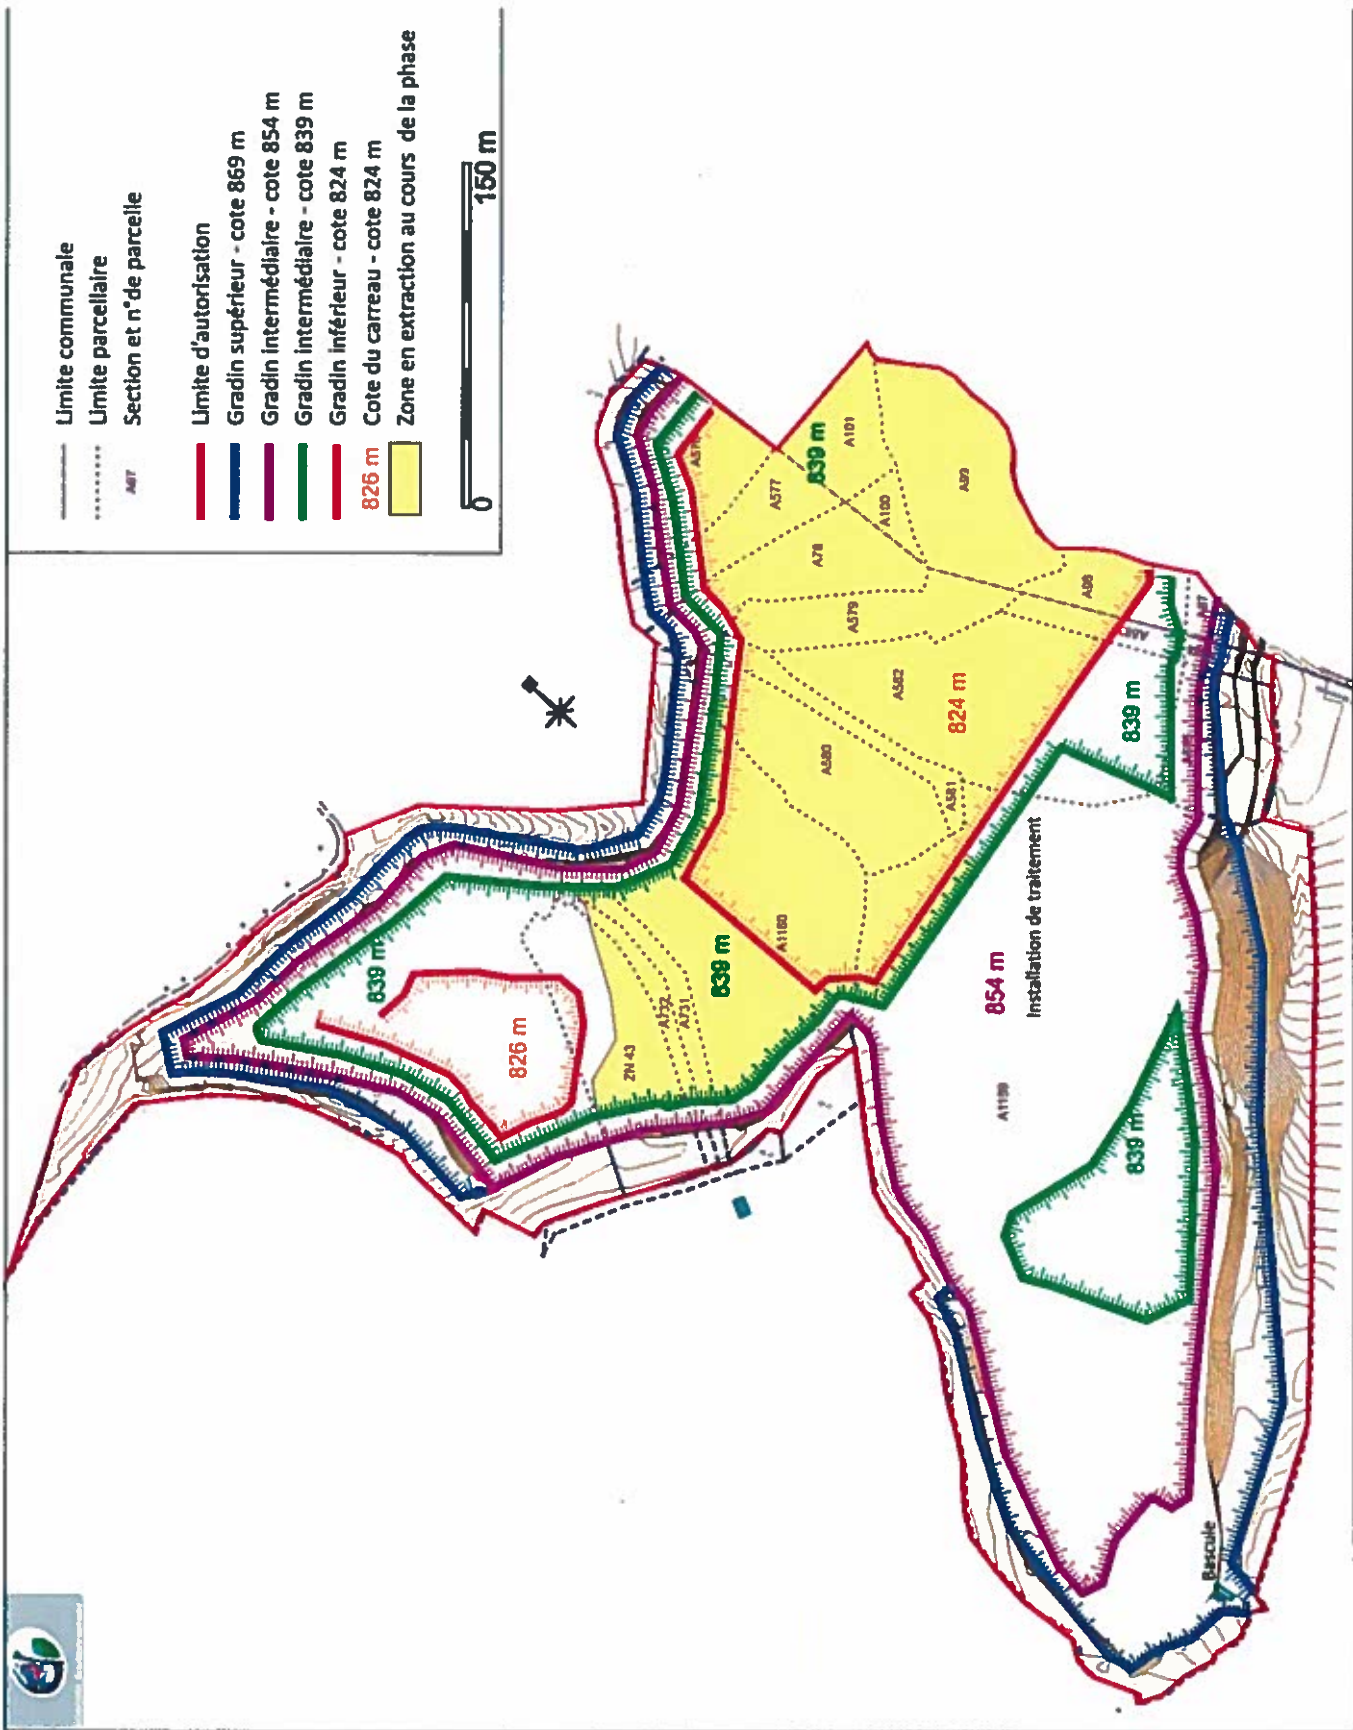 Limite communale
Limite parcellaire
A67 Section et n°de parcelle
Limite d'autorisation
Gradin supérieur - cote 869 m
Gradin intermédiaire - cote 854 m
Gradin intermédiaire - cote 839 m
Gradin inférieur - cote 824 m
826 m Cote du carreau - cote 824 m
Zone en extraction au cours de la phase
0 150 m
839 m
826 m
ZN 43
A732
A731
839 m
A1160
A577
839 m
A101
A100
A78
A99
A579
A582
A580
A581
824 m
839 m
854 m
Installation de traitement
A1159
839 m
Bascule